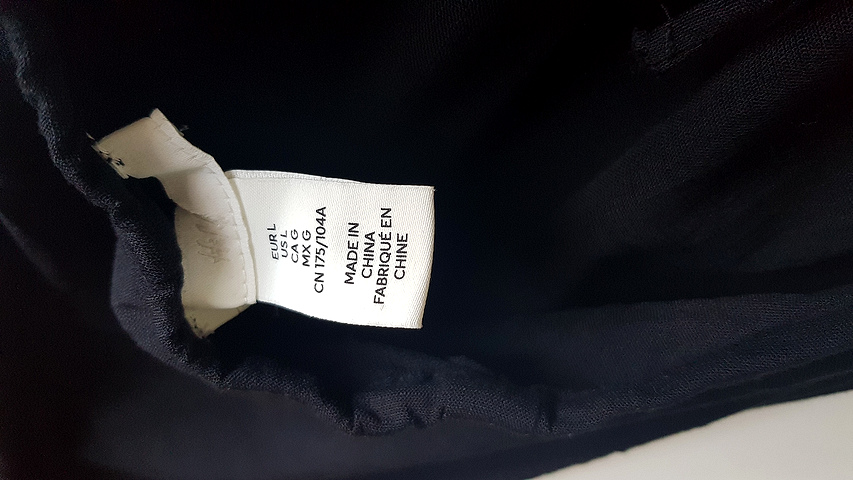 EUR L
US L
CA G
MX G
CN 175/104A
MADE IN
CHINA
FABRIQUÉ EN
CHINE